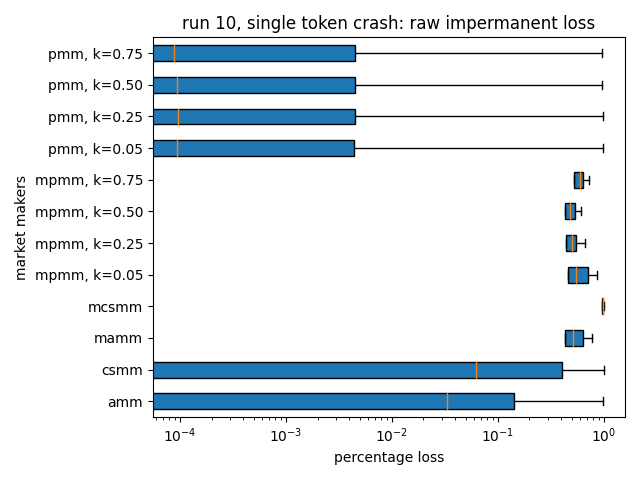 run 10, single token crash: raw impermanent loss
market makers
pmm, k=0.75
pmm, k=0.50
pmm, k=0.25
pmm, k=0.05
mpmm, k=0.75
mpmm, k=0.50
mpmm, k=0.25
mpmm, k=0.05
mcsmm
mamm
csmm
amm
10⁻⁴ 10⁻³ 10⁻² 10⁻¹ 10⁰
percentage loss